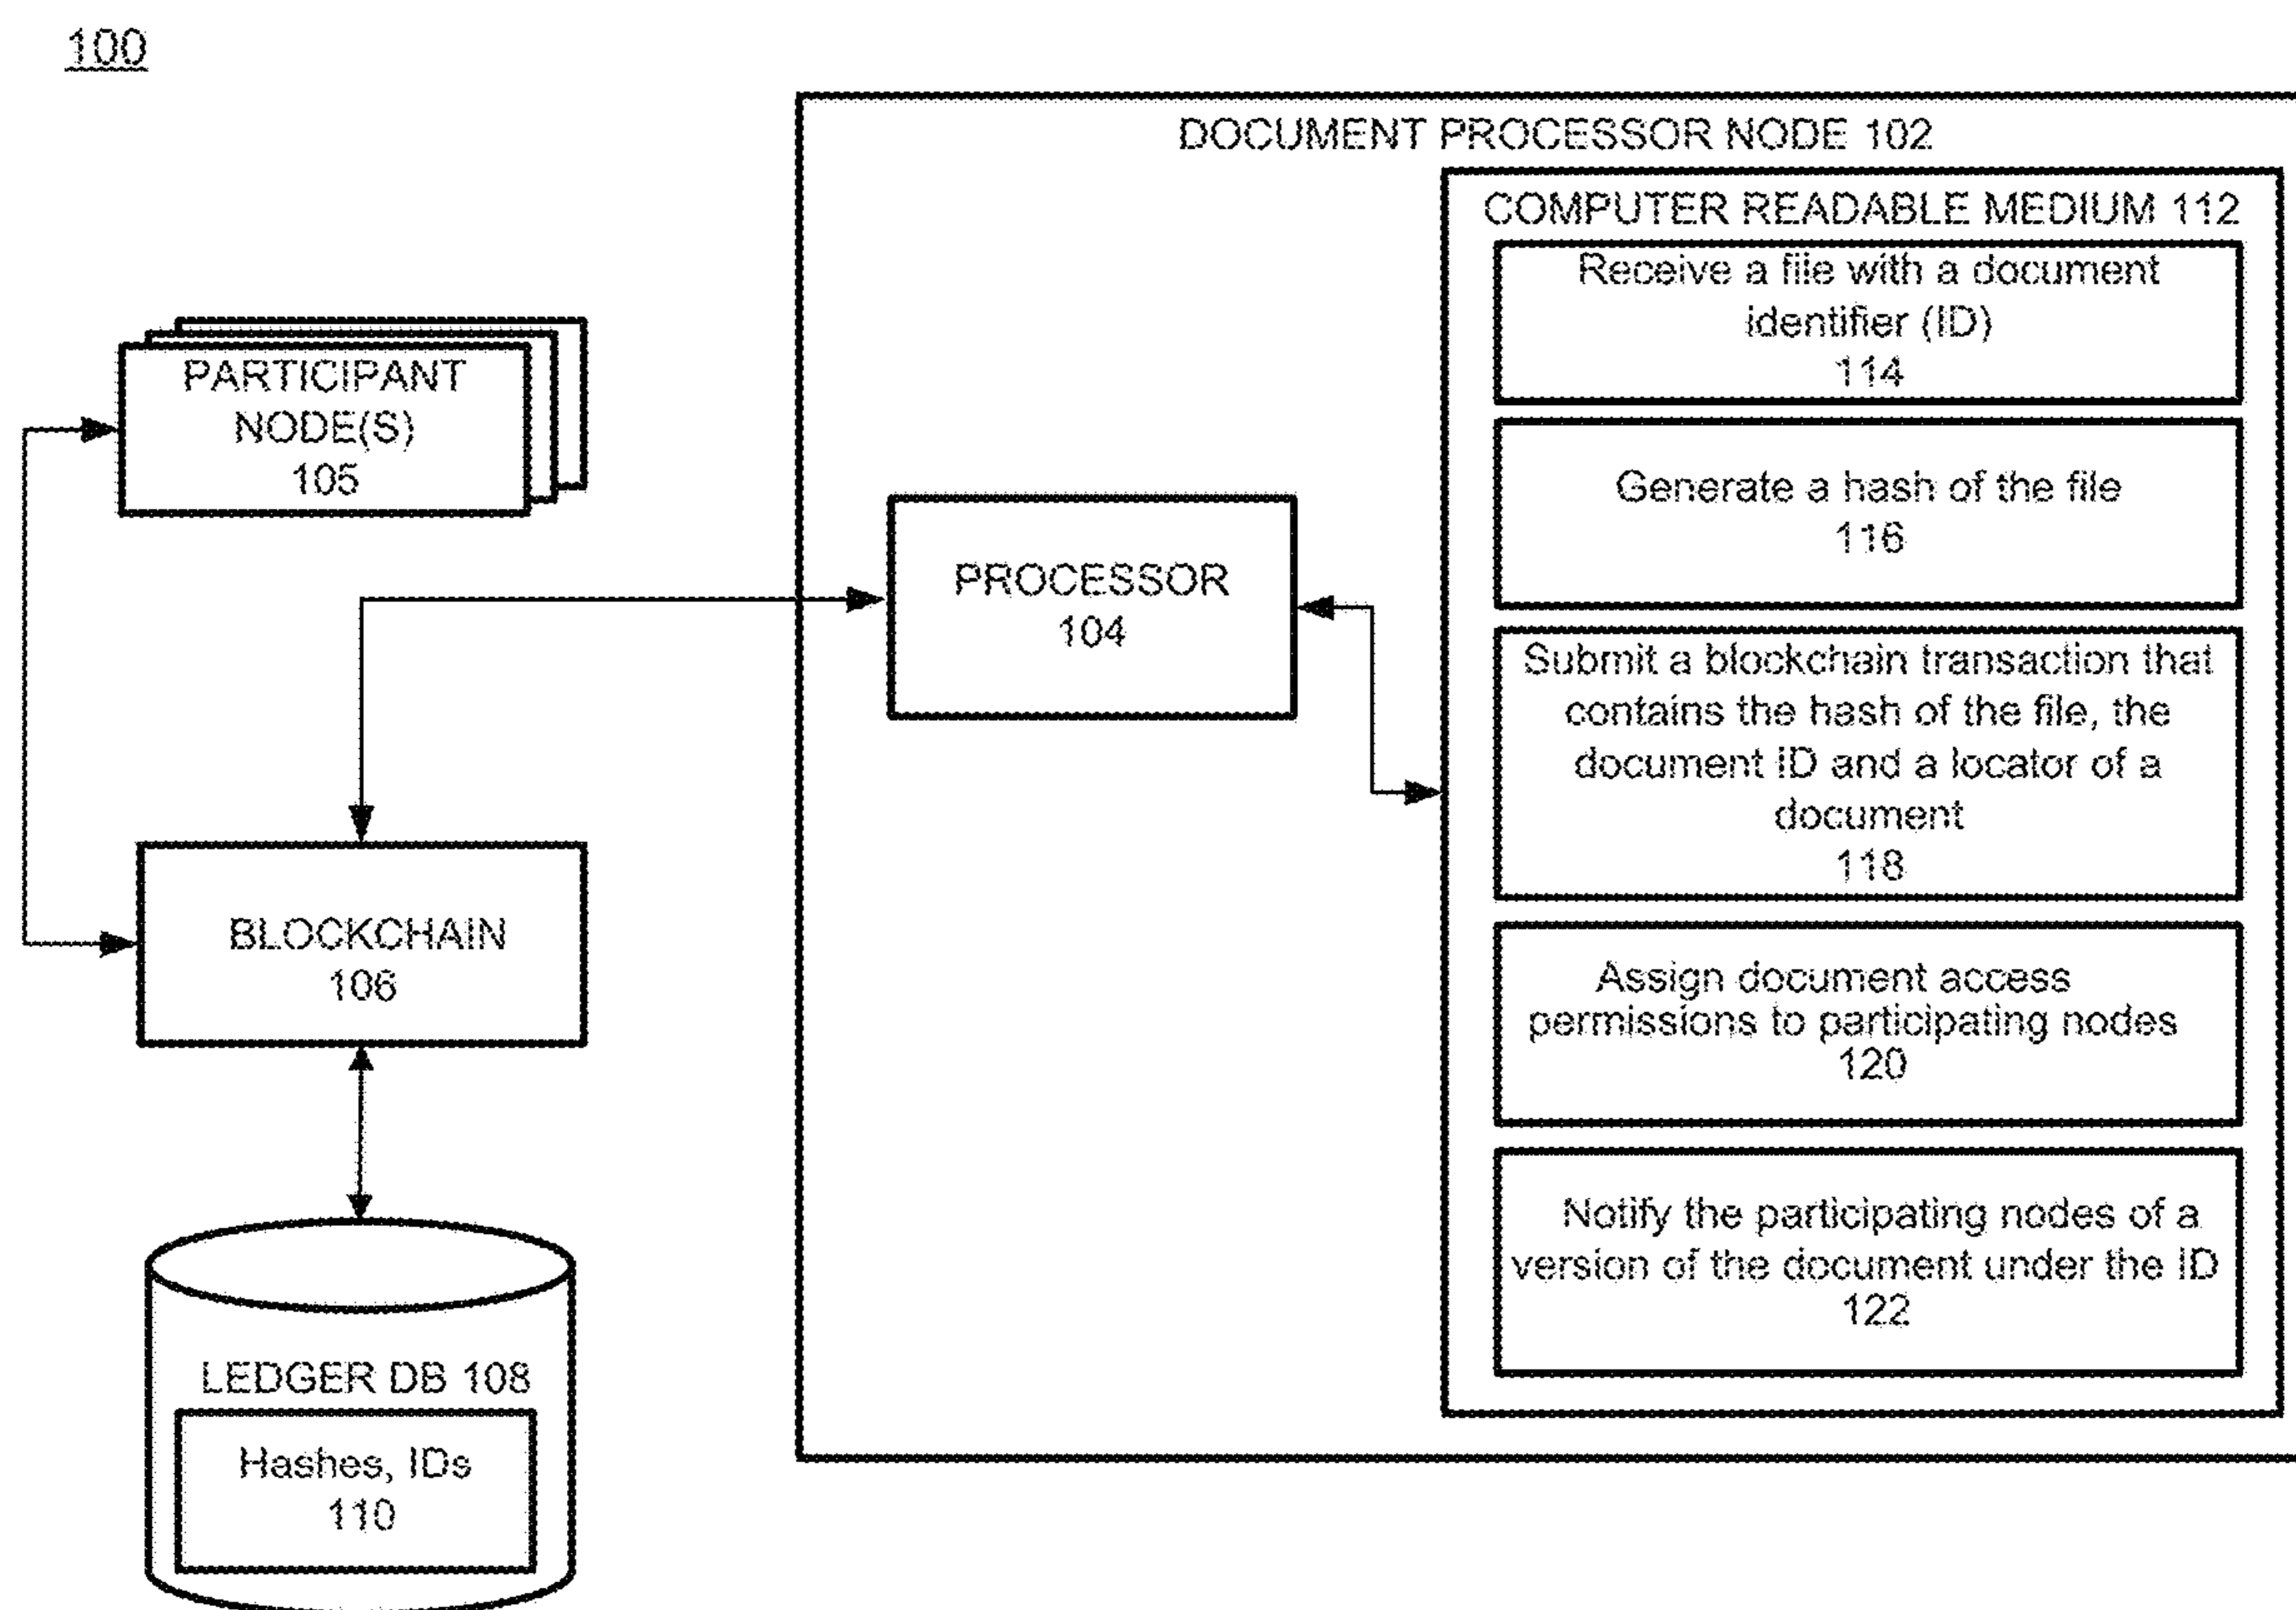 100
DOCUMENT PROCESSOR NODE 102
COMPUTER READABLE MEDIUM 112
Receive a file with a document
identifier (ID)
114
Generate a hash of the file
116
Submit a blockchain transaction that
contains the hash of the file, the
document ID and a locator of a
document
118
Assign document access
permissions to participating nodes
120
Notify the participating nodes of a
version of the document under the ID
122
PROCESSOR
104
PARTICIPANT
NODE(S)
105
BLOCKCHAIN
106
LEDGER DB 108
Hashes, IDs
110